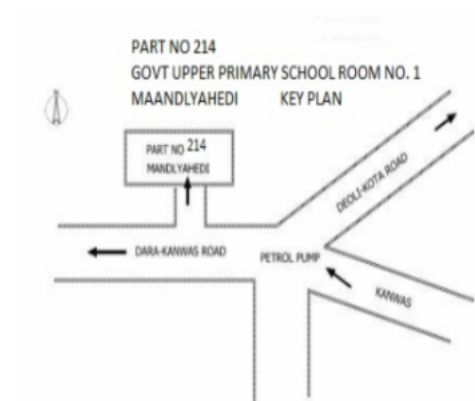 PART NO 214
GOVT UPPER PRIMARY SCHOOL ROOM NO. 1
MAANDLYAHEDI KEY PLAN
PART NO 214
MANDLYAHEDI
DEOLI-KOTA ROAD
DARA-KANWAS ROAD
PETROL PUMP
KANWAS